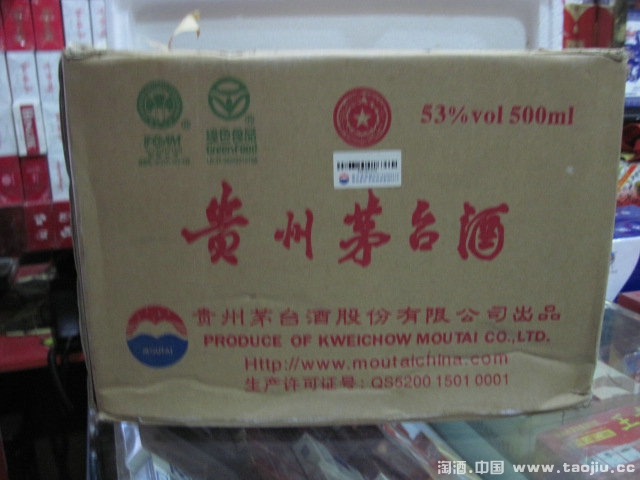 绿色食品
GreenFood
53%vol 500ml
贵州茅台酒
贵州茅台酒股份有限公司出品
PRODUCE OF KWEICHOW MOUTAI CO.,LTD.
MOUTAI
Http://www.moutaichina.com
生产许可证号: QS5200 1501 0001
淘酒.中国 www.taojiu.cc